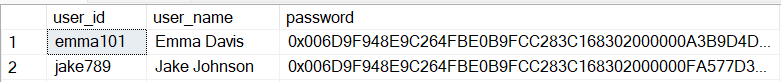 user_id user_name password
1 emma101 Emma Davis 0x006D9F948E9C264FBE0B9FCC283C168302000000A3B9D4D...
2 jake789 Jake Johnson 0x006D9F948E9C264FBE0B9FCC283C168302000000FA577D3...